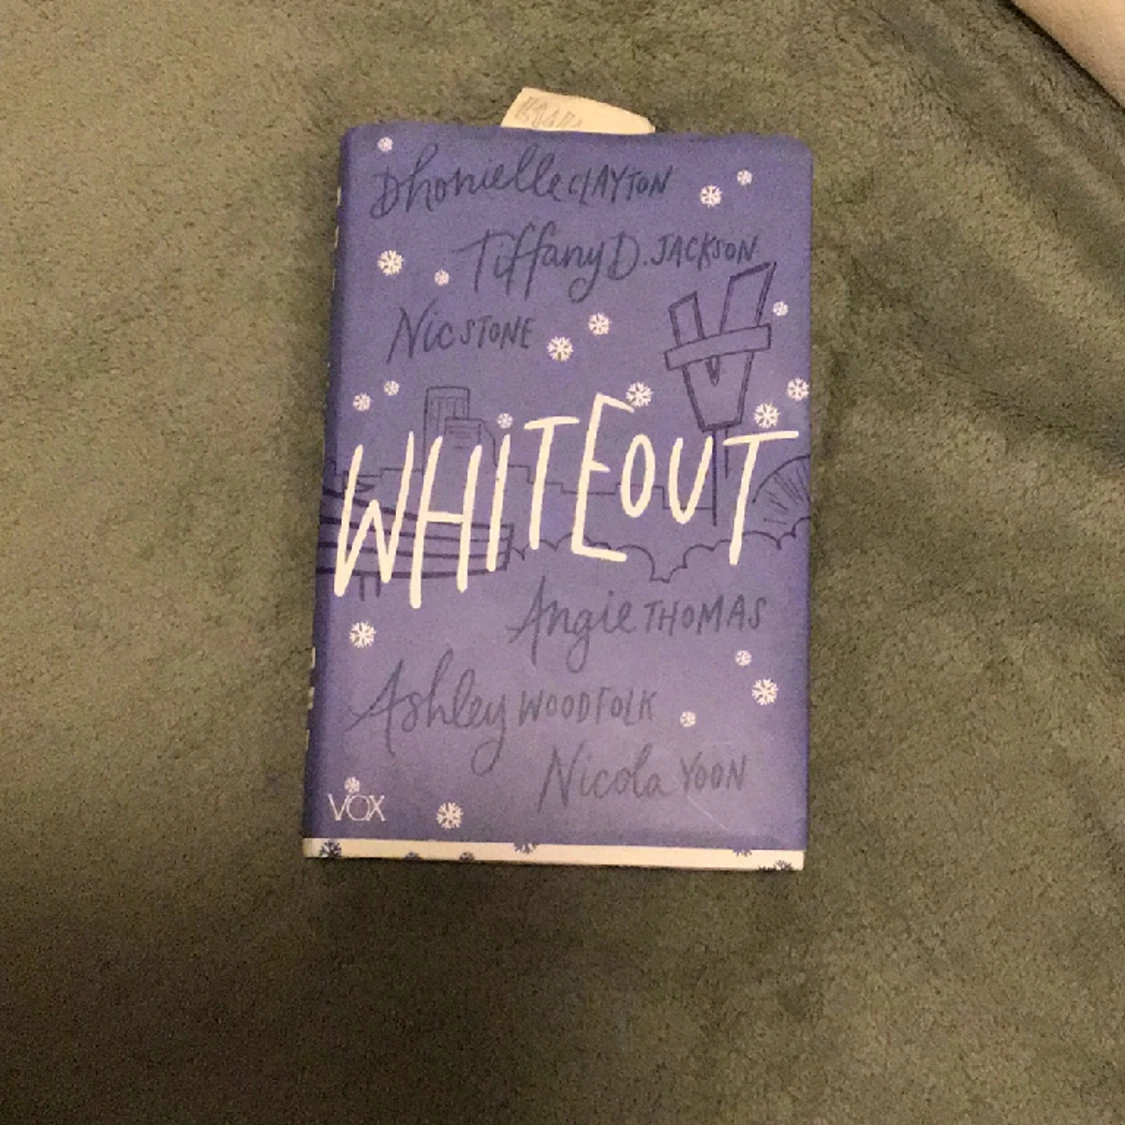 Dhonielle CLAYTON
Tiffany D. JACKSON
Nic STONE
WHITEOUT
Angie THOMAS
Ashley WOODFOLK
Nicola YOON
VOX